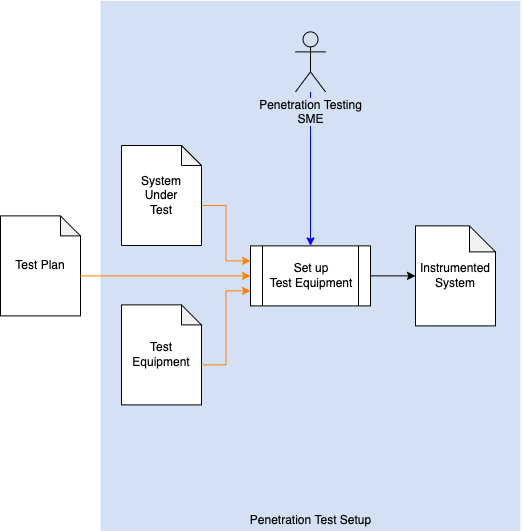 Penetration Testing
SME
System
Under
Test
Test Plan
Set up
Test Equipment
Instrumented
System
Test
Equipment
Penetration Test Setup